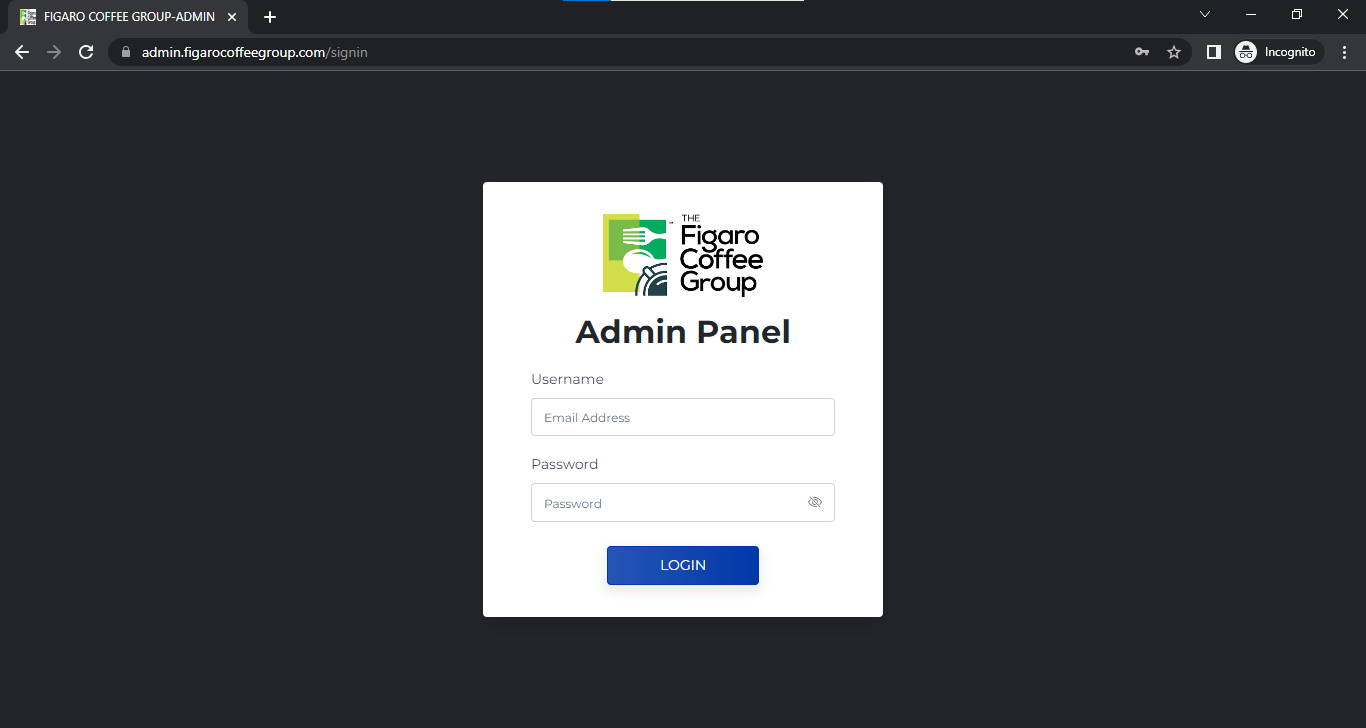 FIGARO COFFEE GROUP-ADMIN
admin.figarocoffeegroup.com/signin
Incognito
THE
Figaro
Coffee
Group
Admin Panel
Username
Email Address
Password
Password
LOGIN